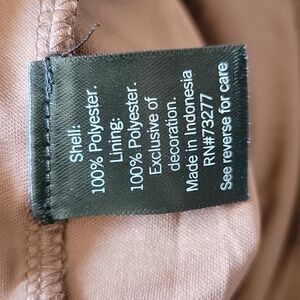 Shell:
100% Polyester.
Lining:
100% Polyester.
Exclusive of
decoration.
Made in Indonesia
RN#73277
See reverse for care